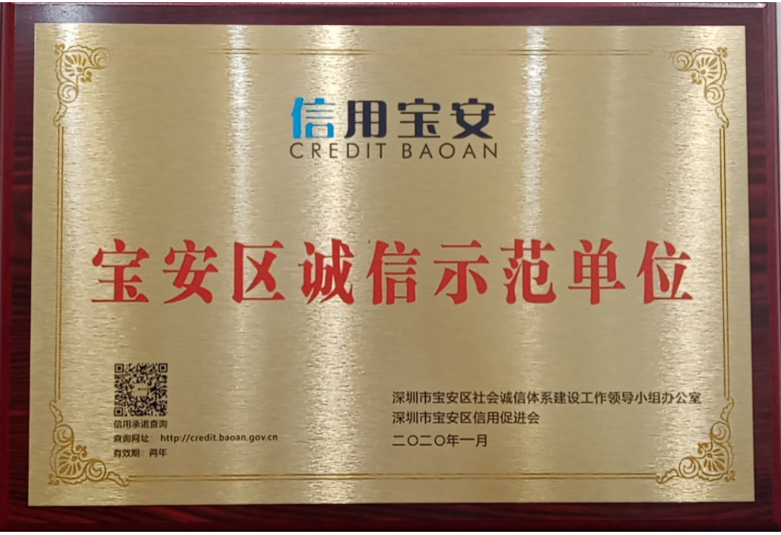 信用宝安
CREDIT BAOAN
宝安区诚信示范单位
信用承诺查询
查询网址：http://credit.baoan.gov.cn
有效期：两年
深圳市宝安区社会诚信体系建设工作领导小组办公室
深圳市宝安区信用促进会
二〇二〇年一月